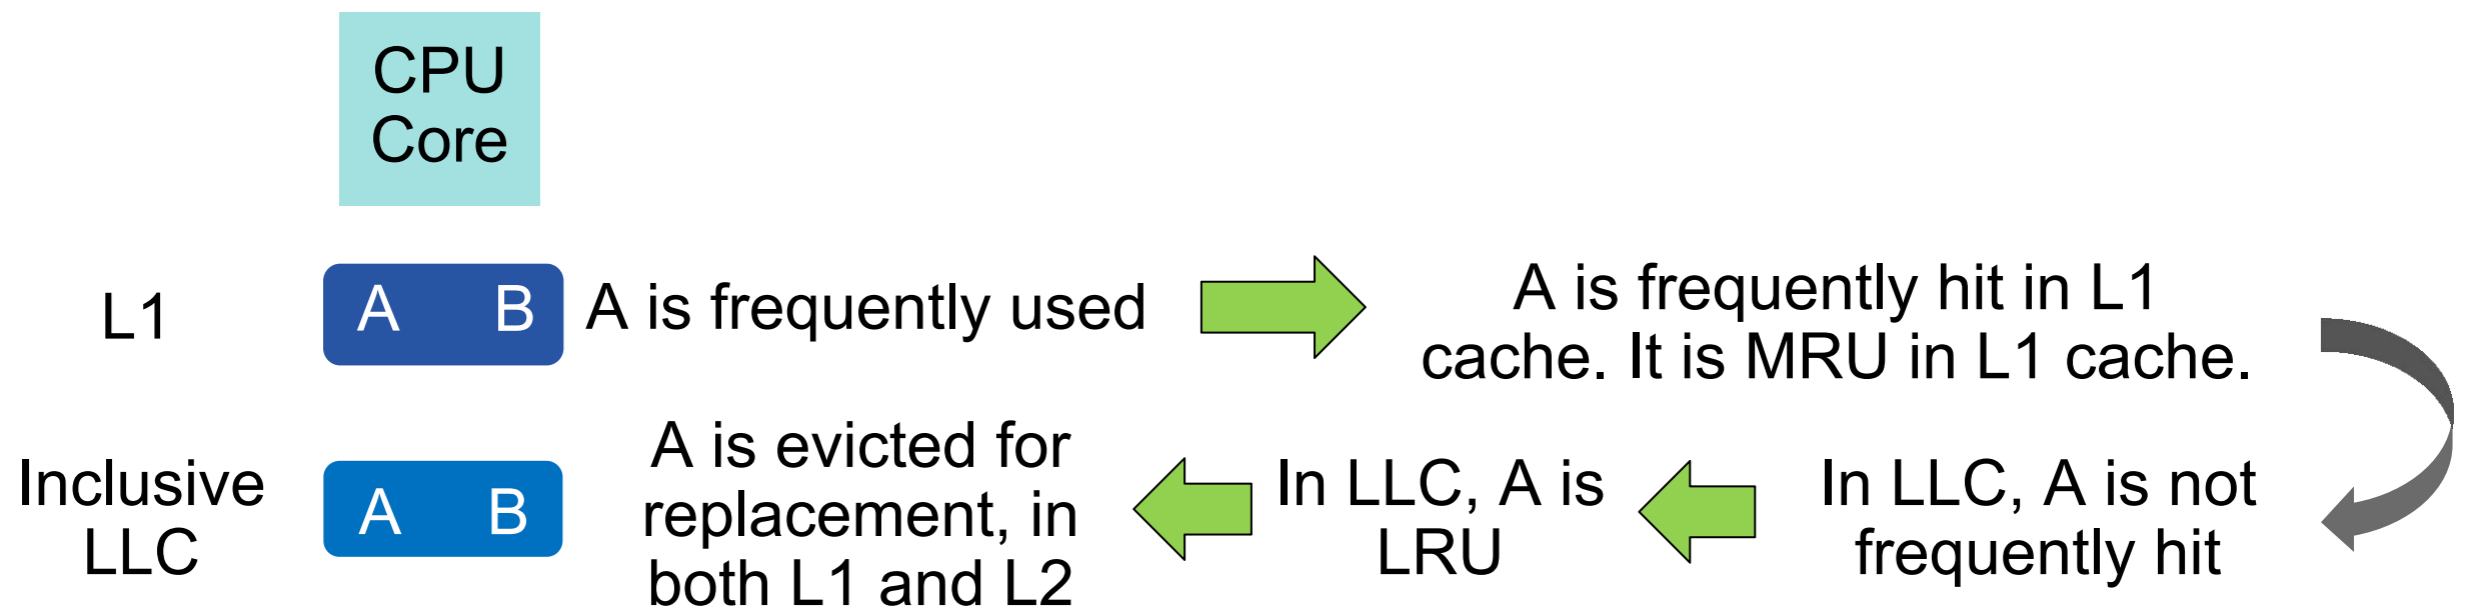 CPU
Core
L1
A B
A is frequently used
A is frequently hit in L1
cache. It is MRU in L1 cache.
Inclusive
LLC
A B
A is evicted for
replacement, in
both L1 and L2
In LLC, A is
LRU
In LLC, A is not
frequently hit